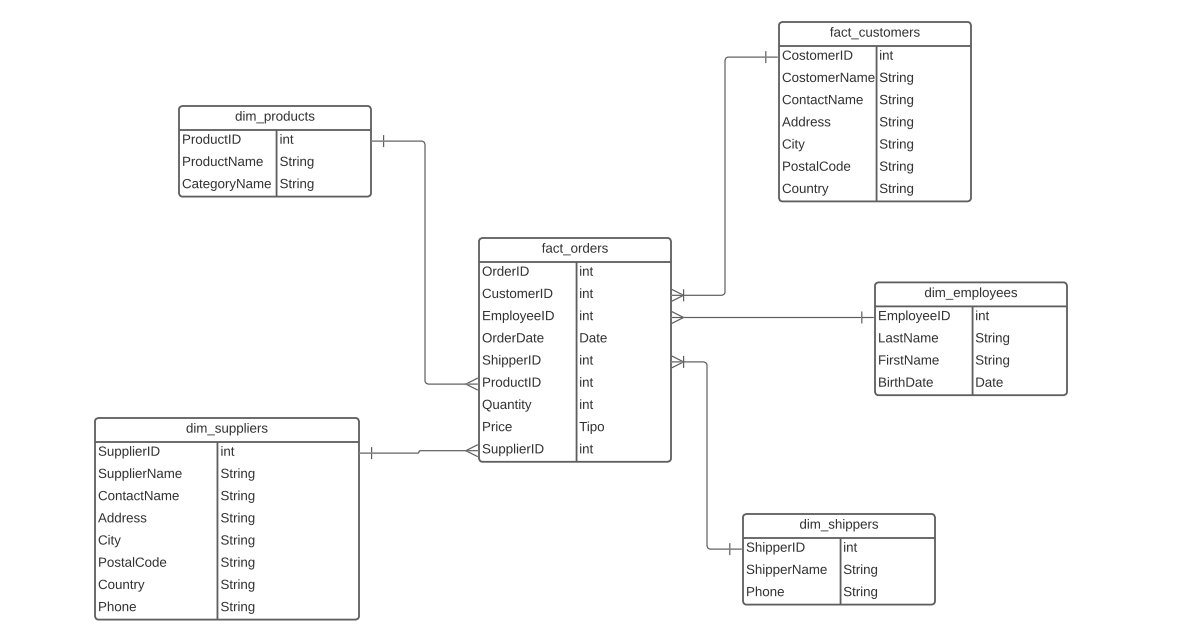 fact_customers
CostomerID int
CostomerName String
ContactName String
Address String
City String
PostalCode String
Country String
dim_products
ProductID int
ProductName String
CategoryName String
fact_orders
OrderID int
CustomerID int
EmployeeID int
OrderDate Date
ShipperID int
ProductID int
Quantity int
Price Tipo
SupplierID int
dim_employees
EmployeeID int
LastName String
FirstName String
BirthDate Date
dim_suppliers
SupplierID int
SupplierName String
ContactName String
Address String
City String
PostalCode String
Country String
Phone String
dim_shippers
ShipperID int
ShipperName String
Phone String